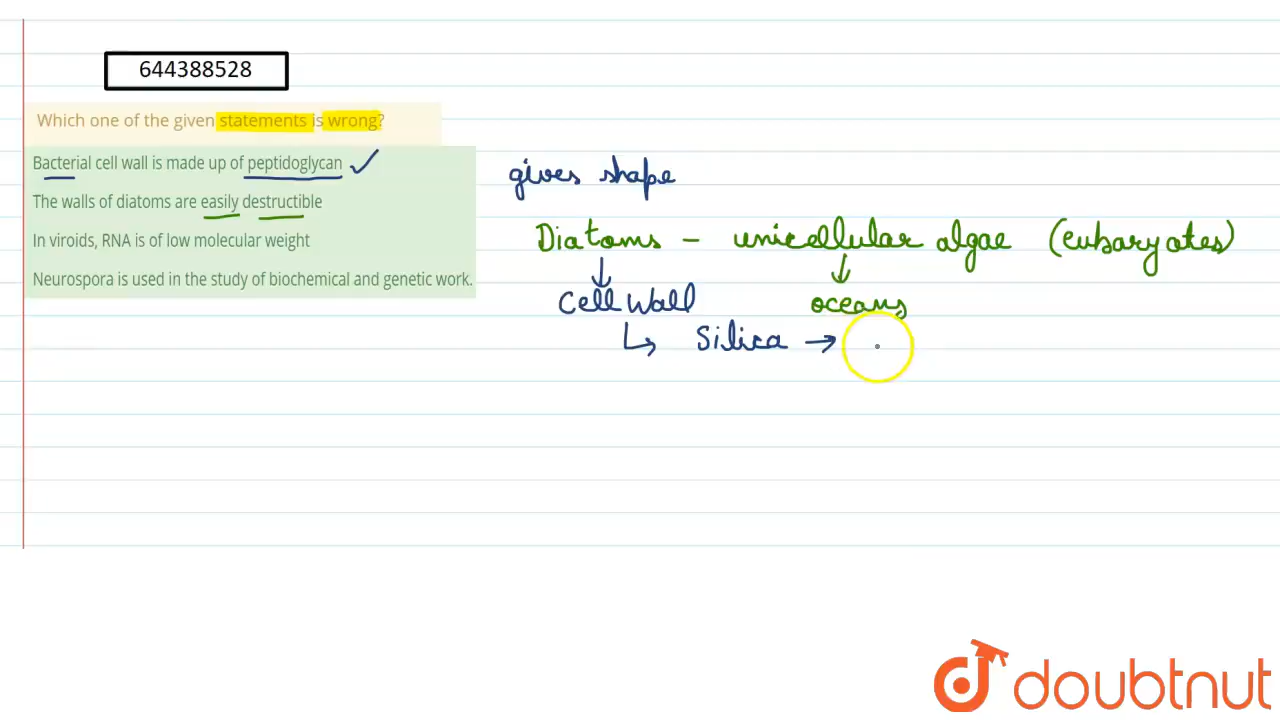 644388528
Which one of the given statements is wrong?
Bacterial cell wall is made up of peptidoglycan ✓
gives shape
The walls of diatoms are easily destructible
Diatoms - unicellular algae (eukaryotes)
In viroids, RNA is of low molecular weight
Neurospora is used in the study of biochemical and genetic work.
↓ ↓
Cell Wall oceans
↳ Silica →
doubtnut